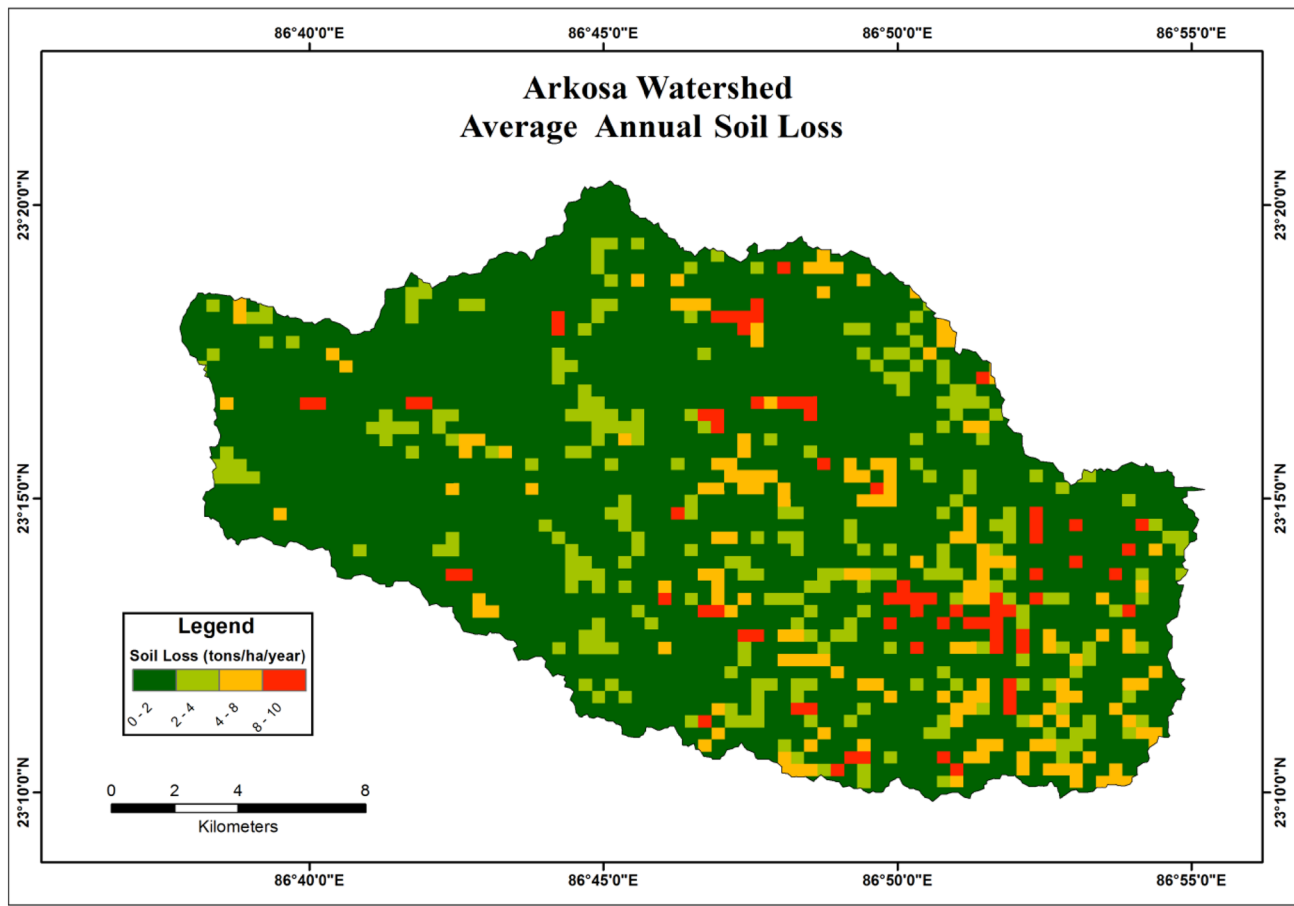 86°40'0"E 86°45'0"E 86°50'0"E 86°55'0"E
Arkosa Watershed
Average Annual Soil Loss
23°20'0"N 23°20'0"N
23°15'0"N 23°15'0"N
Legend
Soil Loss (tons/ha/year)
0 - 2 2 - 4 4 - 8 8 - 10
23°10'0"N 23°10'0"N
0 2 4 8
Kilometers
86°40'0"E 86°45'0"E 86°50'0"E 86°55'0"E